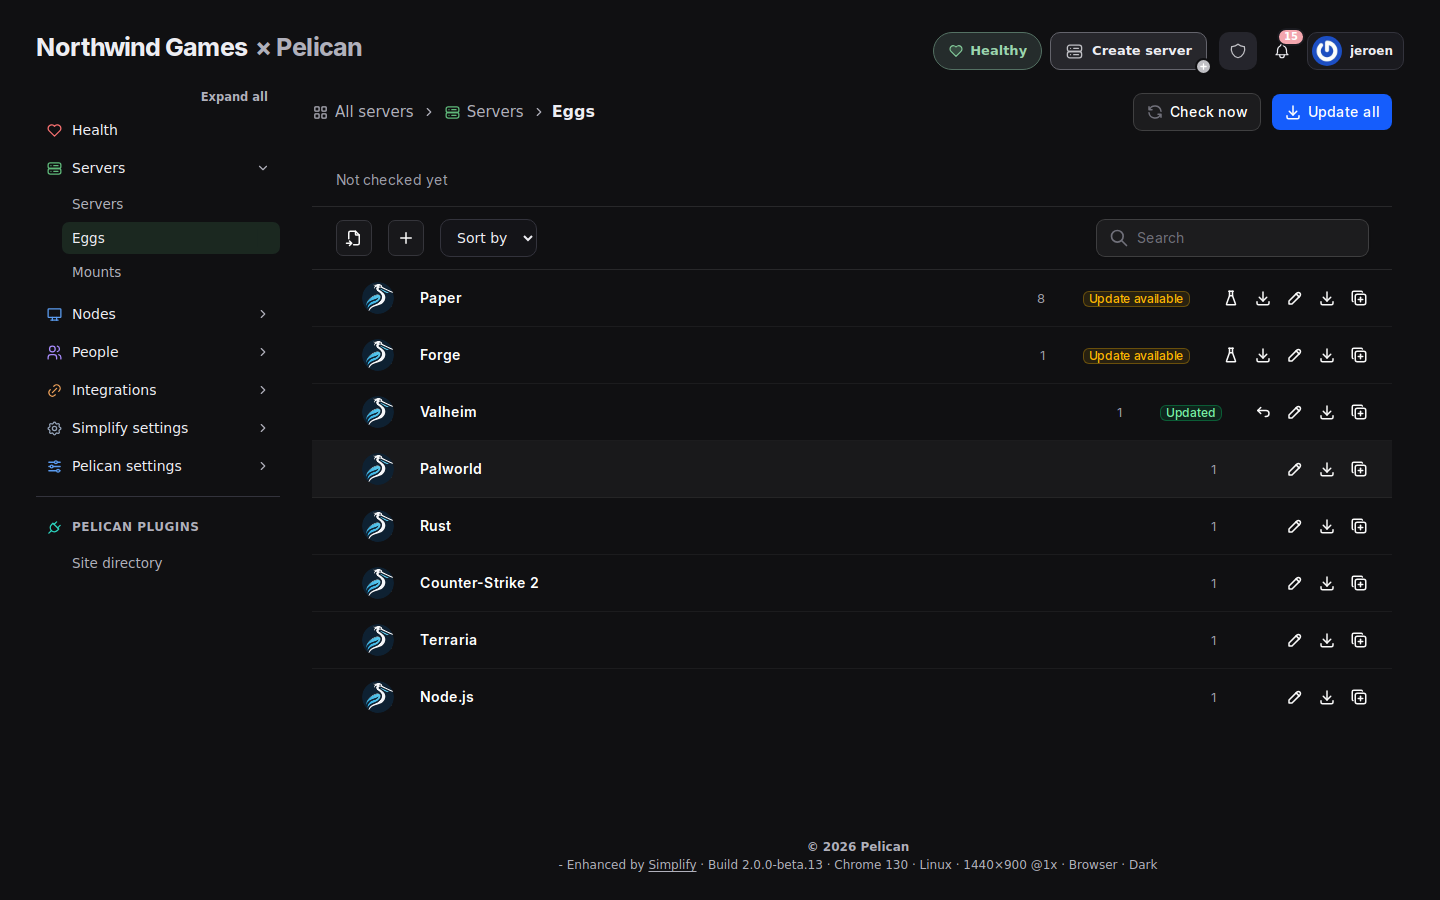 Northwind Games × Pelican
Healthy
Create server
15
jeroen
Expand all
Health
Servers
Servers
Eggs
Mounts
Nodes
People
Integrations
Simplify settings
Pelican settings
PELICAN PLUGINS
Site directory
All servers > Servers > Eggs
Check now
Update all
Not checked yet
Sort by
Search
Paper 8 Update available
Forge 1 Update available
Valheim 1 Updated
Palworld 1
Rust 1
Counter-Strike 2 1
Terraria 1
Node.js 1
© 2026 Pelican
- Enhanced by Simplify · Build 2.0.0-beta.13 · Chrome 130 · Linux · 1440×900 @1x · Browser · Dark